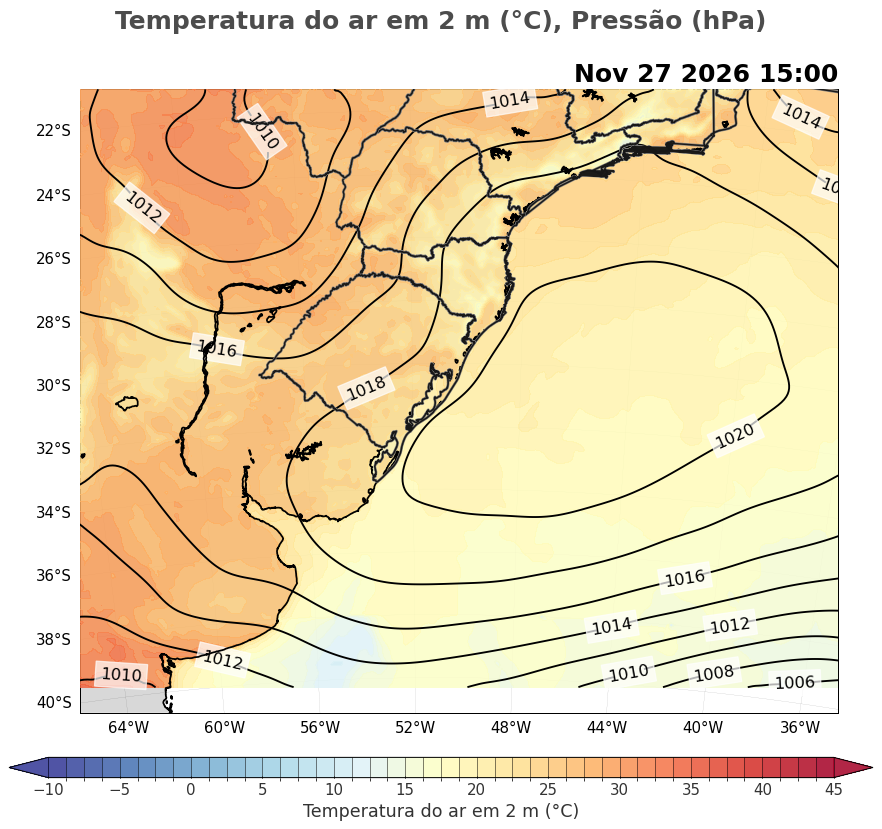 Temperatura do ar em 2 m (°C), Pressão (hPa)
Nov 27 2026 15:00
1014
1014
1010
22°S
10
24°S
1012
26°S
28°S
1016
30°S
1018
1020
32°S
34°S
36°S
1016
1014
1012
38°S
1012
1010
1010
1008
1006
40°S
64°W 60°W 56°W 52°W 48°W 44°W 40°W 36°W
−10 −5 0 5 10 15 20 25 30 35 40 45
Temperatura do ar em 2 m (°C)